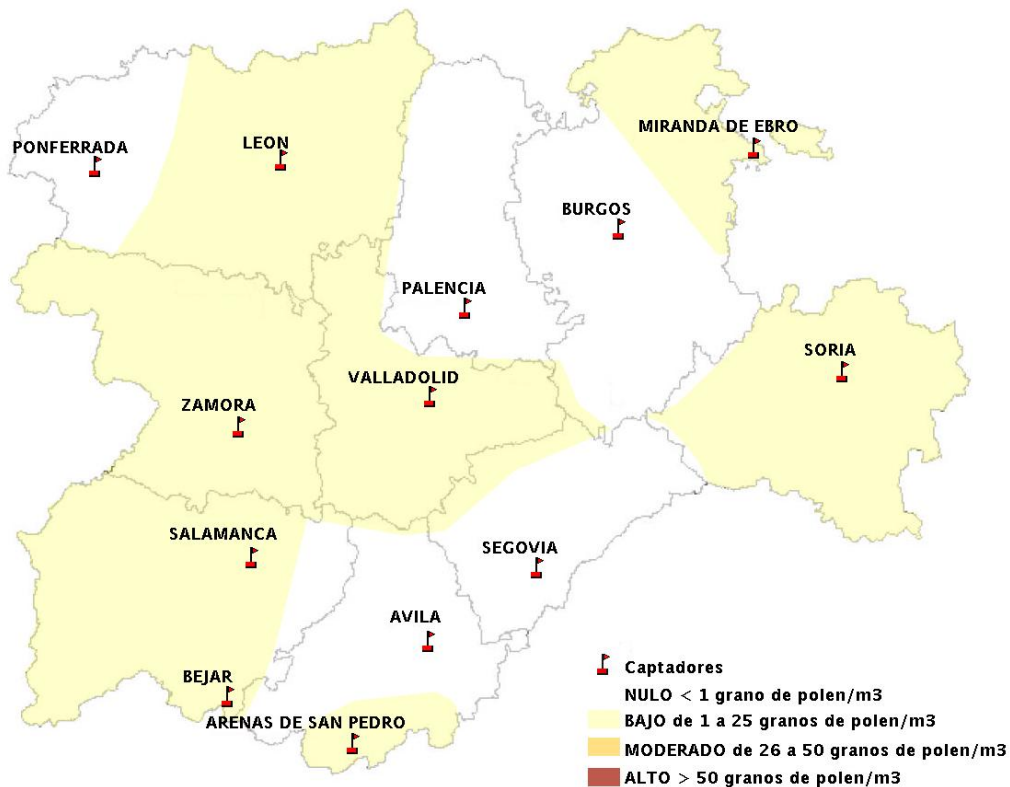 MIRANDA DE EBRO
PONFERRADA
LEON
BURGOS
PALENCIA
SORIA
VALLADOLID
ZAMORA
SALAMANCA
SEGOVIA
AVILA
BEJAR
ARENAS DE SAN PEDRO
Captadores
NULO < 1 grano de polen/m3
BAJO de 1 a 25 granos de polen/m3
MODERADO de 26 a 50 granos de polen/m3
ALTO > 50 granos de polen/m3